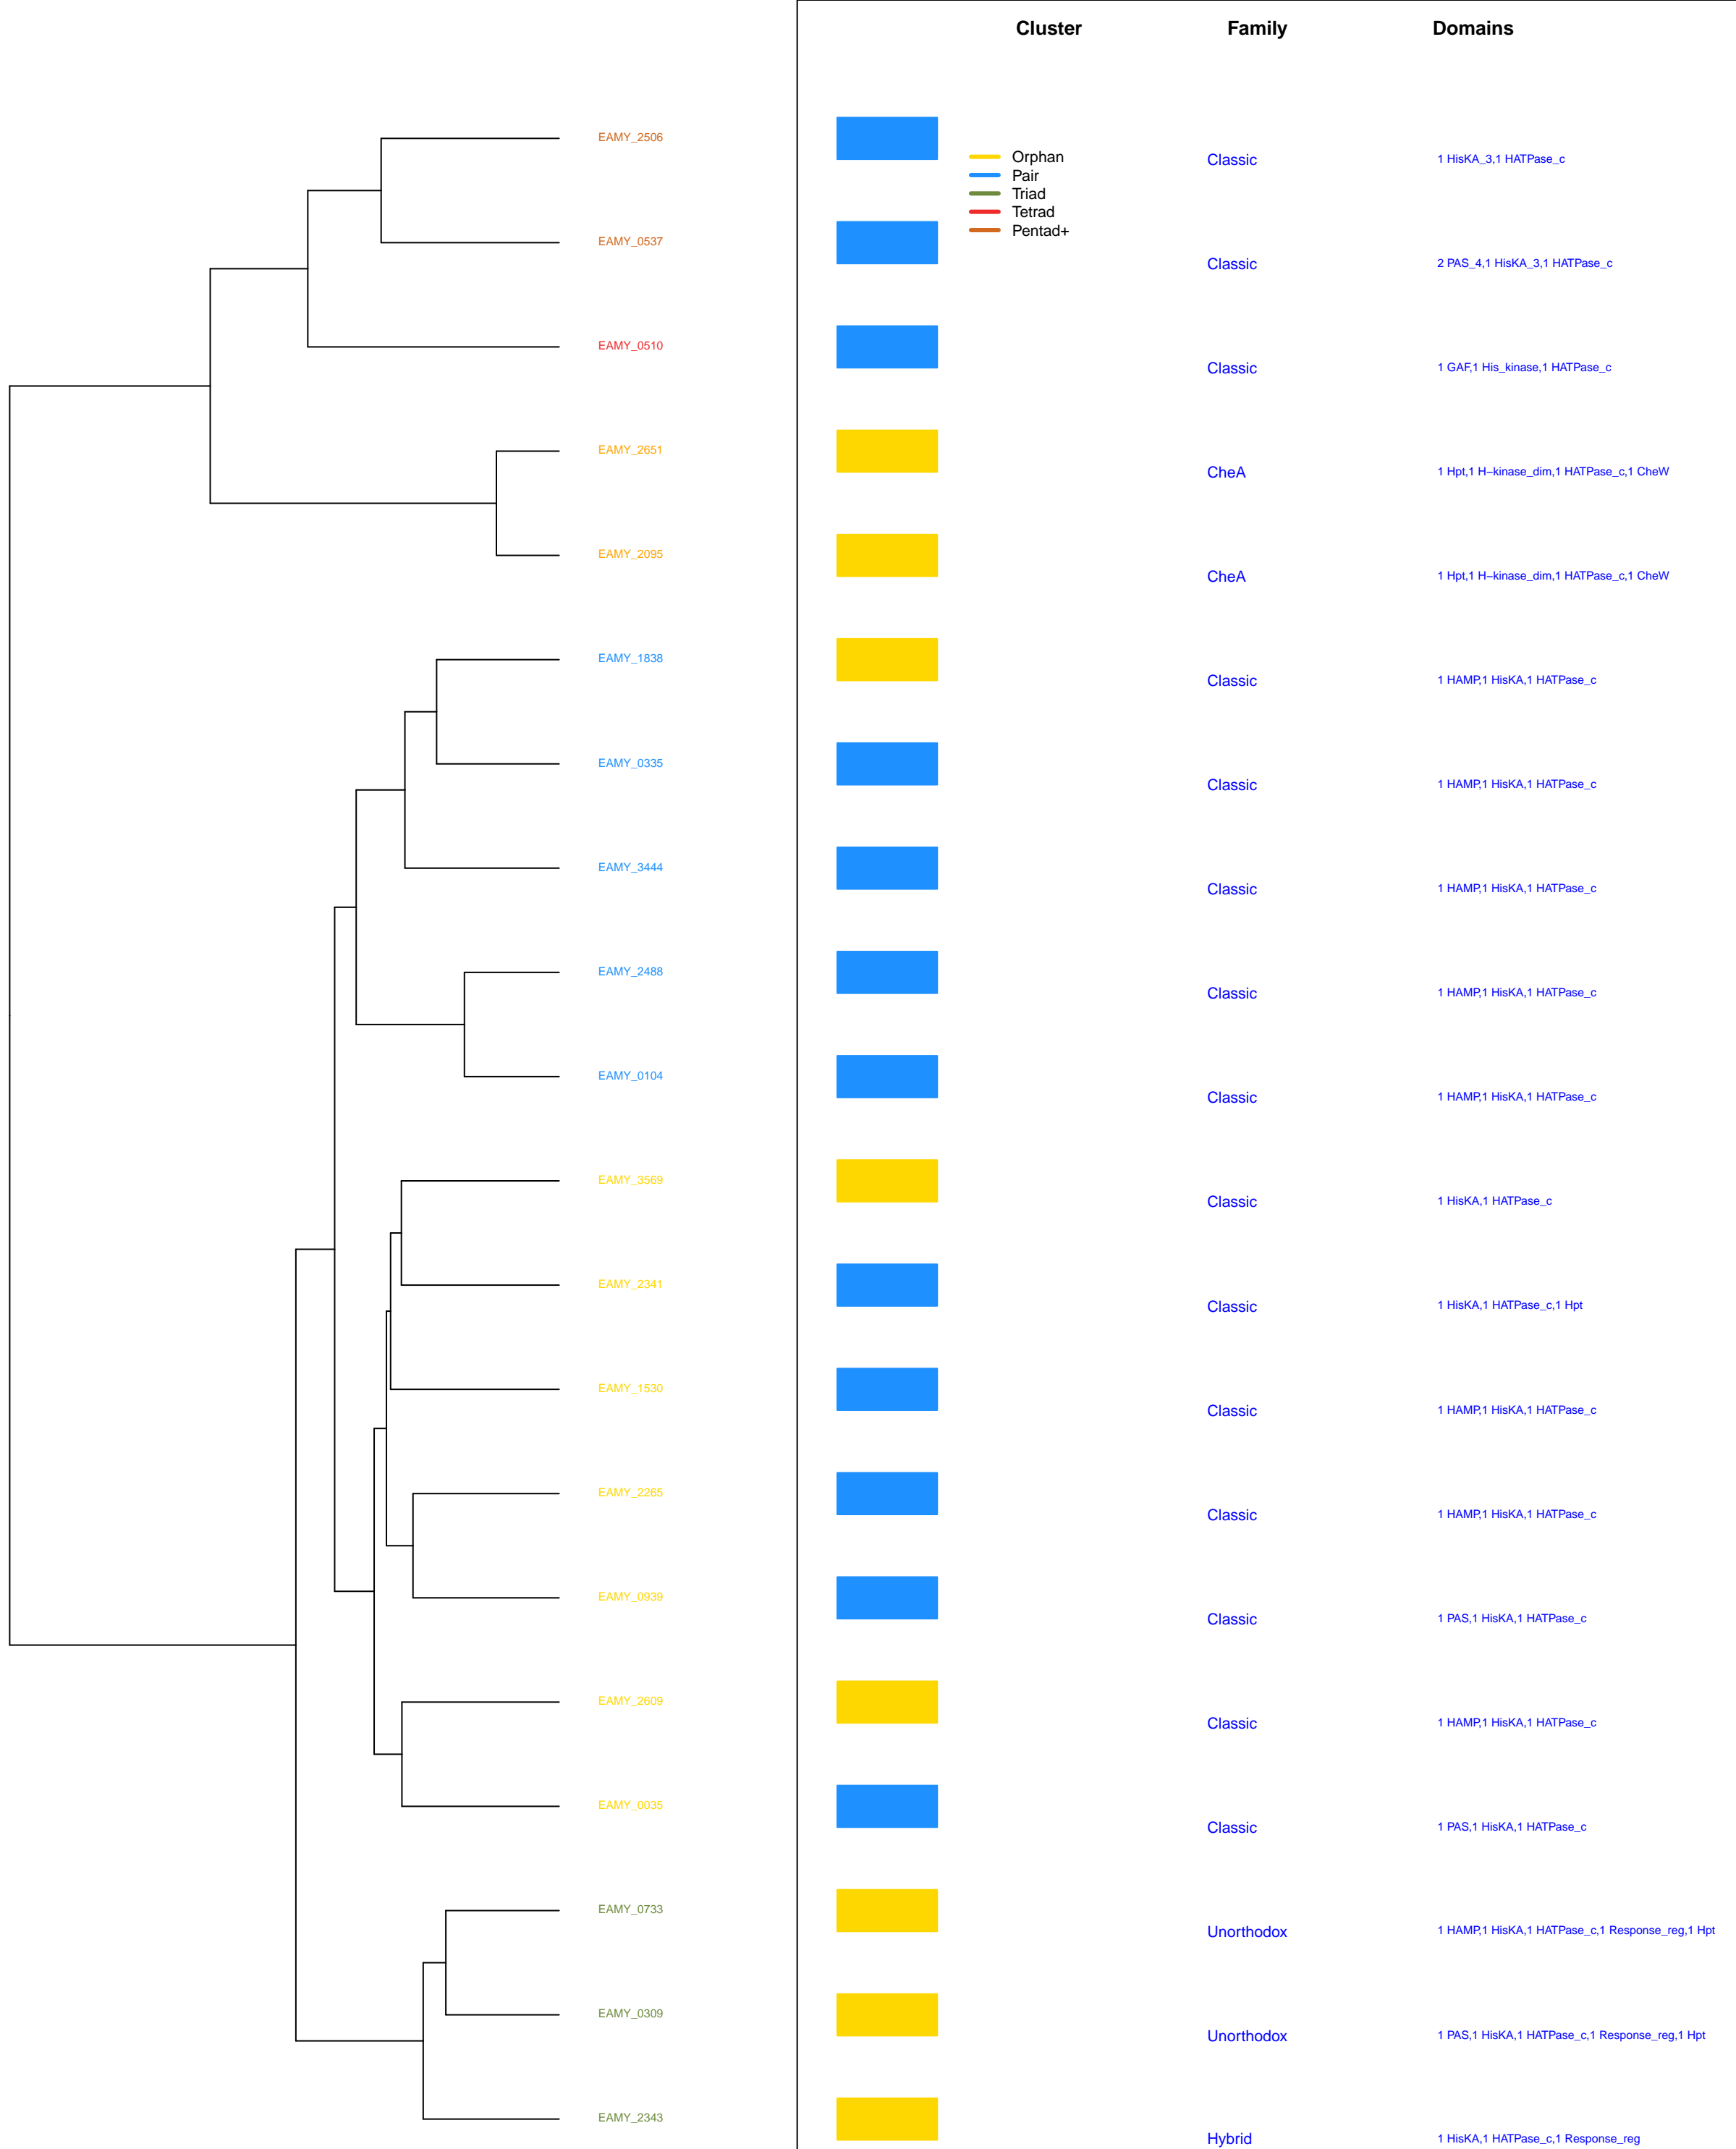 Cluster Family Domains
EAMY_2506
Orphan
Classic 1 HisKA_3,1 HATPase_c
Pair
Triad
Tetrad
Pentad+
EAMY_0537
Classic 2 PAS_4,1 HisKA_3,1 HATPase_c
EAMY_0510
Classic 1 GAF,1 His_kinase,1 HATPase_c
EAMY_2651
CheA 1 Hpt,1 H−kinase_dim,1 HATPase_c,1 CheW
EAMY_2095
CheA 1 Hpt,1 H−kinase_dim,1 HATPase_c,1 CheW
EAMY_1838
Classic 1 HAMP,1 HisKA,1 HATPase_c
EAMY_0335
Classic 1 HAMP,1 HisKA,1 HATPase_c
EAMY_3444
Classic 1 HAMP,1 HisKA,1 HATPase_c
EAMY_2488
Classic 1 HAMP,1 HisKA,1 HATPase_c
EAMY_0104
Classic 1 HAMP,1 HisKA,1 HATPase_c
EAMY_3569
Classic 1 HisKA,1 HATPase_c
EAMY_2341
Classic 1 HisKA,1 HATPase_c,1 Hpt
EAMY_1530
Classic 1 HAMP,1 HisKA,1 HATPase_c
EAMY_2265
Classic 1 HAMP,1 HisKA,1 HATPase_c
EAMY_0939
Classic 1 PAS,1 HisKA,1 HATPase_c
EAMY_2609
Classic 1 HAMP,1 HisKA,1 HATPase_c
EAMY_0035
Classic 1 PAS,1 HisKA,1 HATPase_c
EAMY_0733
Unorthodox 1 HAMP,1 HisKA,1 HATPase_c,1 Response_reg,1 Hpt
EAMY_0309
Unorthodox 1 PAS,1 HisKA,1 HATPase_c,1 Response_reg,1 Hpt
EAMY_2343
Hybrid 1 HisKA,1 HATPase_c,1 Response_reg